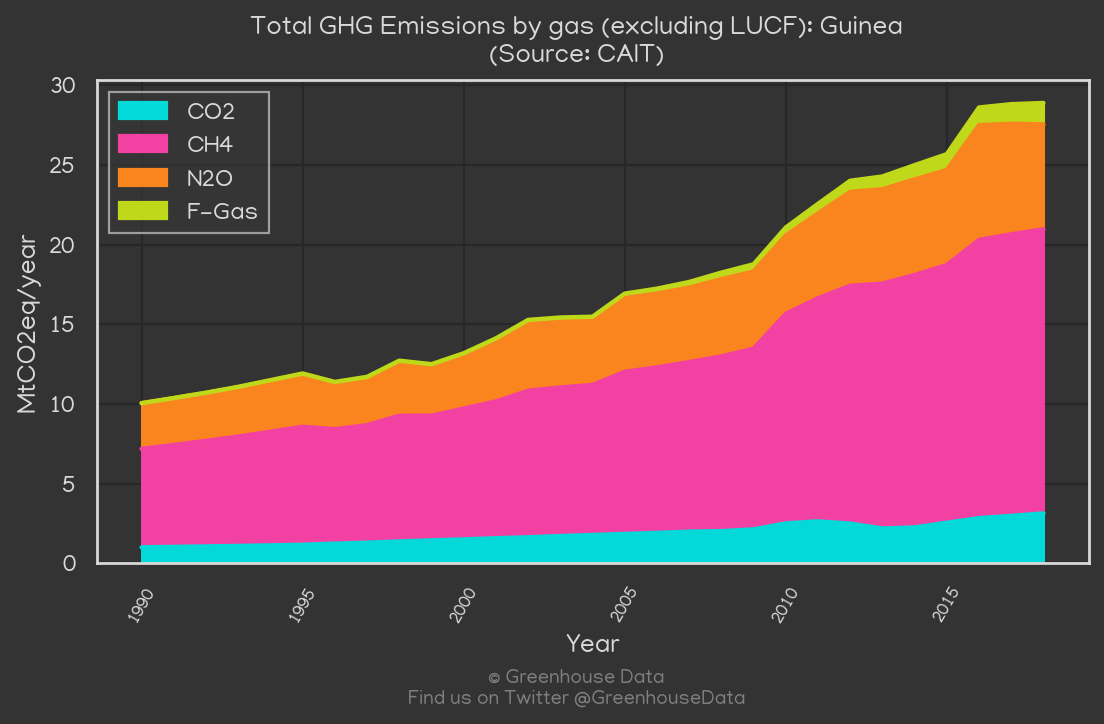 Total GHG Emissions by gas (excluding LUCF): Guinea
(Source: CAIT)
MtCO2eq/year
30
25
20
15
10
5
0
CO2
CH4
N2O
F-Gas
1990
1995
2000
2005
2010
2015
Year
© Greenhouse Data
Find us on Twitter @GreenhouseData